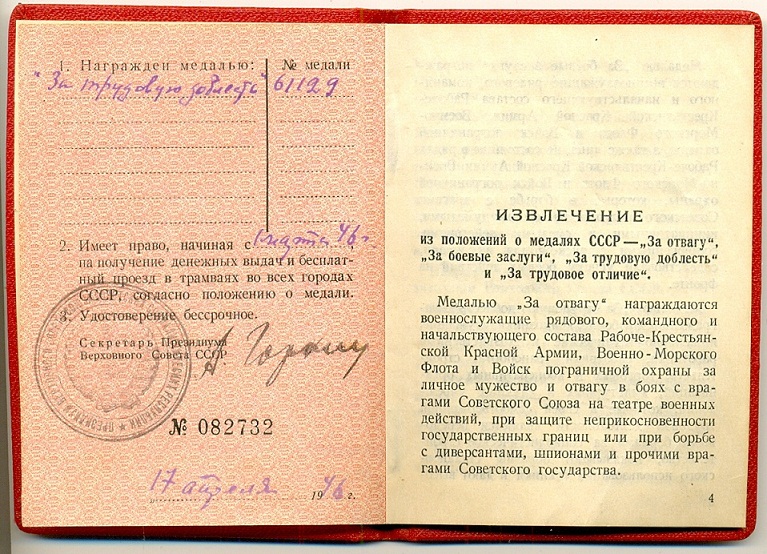 1. Награжден медалью: № медали
"За трудовую доблесть" 61129
2. Имеет право, начиная с 1 марта 46 г.
на получение денежных выдач и бесплат-
ный проезд в трамваях во всех городах
СССР, согласно положению о медали.
3. Удостоверение бессрочное.
Секретарь Президиума
Верховного Совета СССР
А. Горкин
№ 082732
17 апреля 1946 г.
ИЗВЛЕЧЕНИЕ
из положений о медалях СССР — „За отвагу“,
„За боевые заслуги“, „За трудовую доблесть“
и „За трудовое отличие“.
Медалью „За отвагу“ награждаются
военнослужащие рядового, командного и
начальствующего состава Рабоче-Крестьян-
ской Красной Армии, Военно-Морского
Флота и Войск пограничной охраны за
личное мужество и отвагу в боях с вра-
гами Советского Союза на театре военных
действий, при защите неприкосновенности
государственных границ или при борьбе
с диверсантами, шпионами и прочими вра-
гами Советского государства.
4